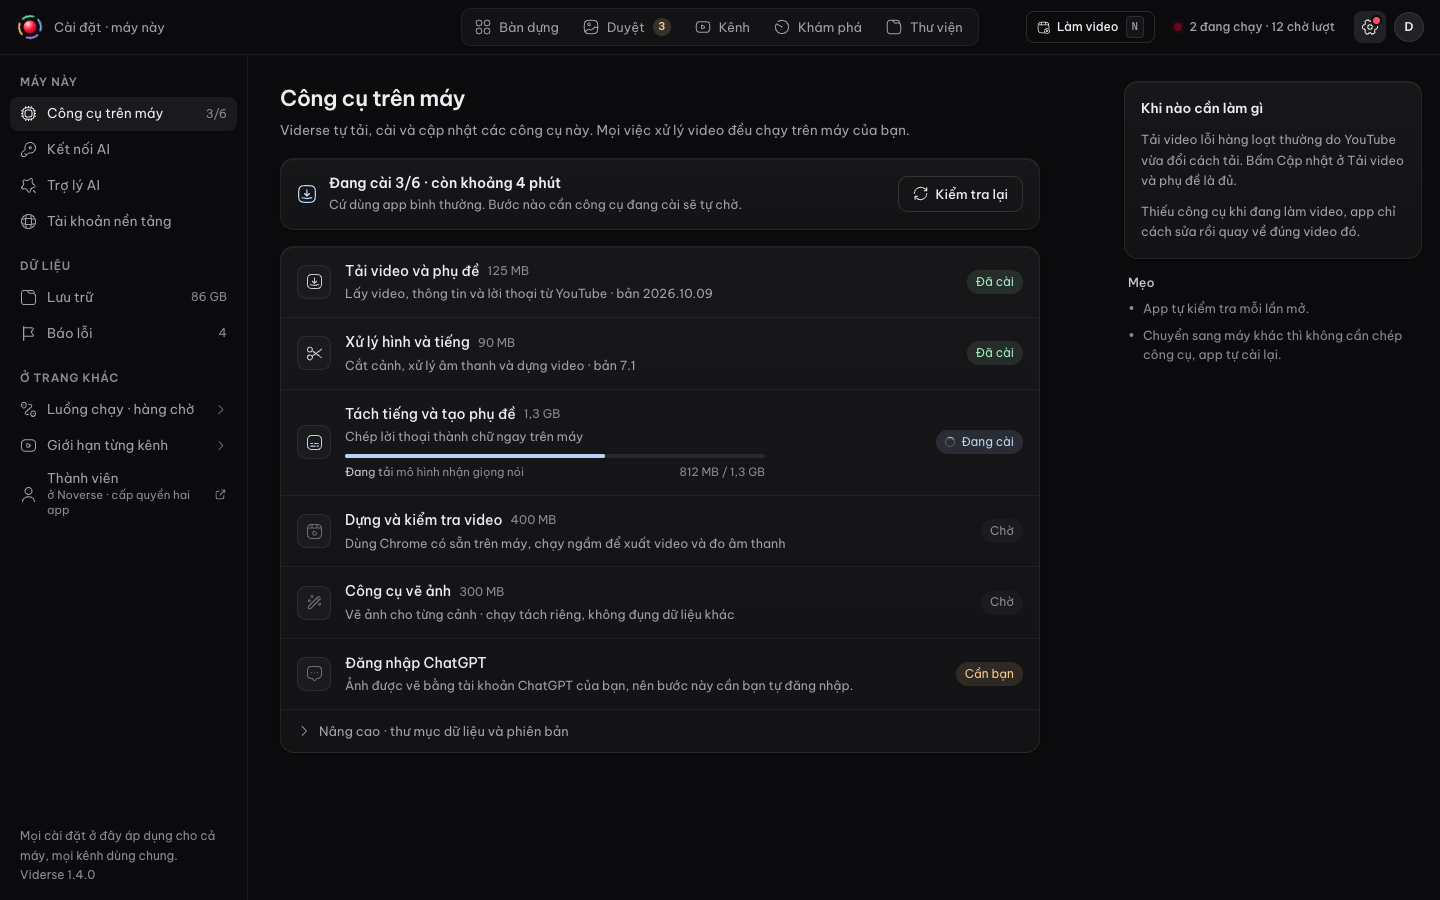 Cài đặt · máy này
Bàn dựng
Duyệt 3
Kênh
Khám phá
Thư viện
Làm video N
2 đang chạy · 12 chờ lượt
D
MÁY NÀY
Công cụ trên máy 3/6
Kết nối AI
Trợ lý AI
Tài khoản nền tảng
DỮ LIỆU
Lưu trữ 86 GB
Báo lỗi 4
Ở TRANG KHÁC
Luồng chạy · hàng chờ
Giới hạn từng kênh
Thành viên
ở Noverse · cấp quyền hai
app
Mọi cài đặt ở đây áp dụng cho cả
máy, mọi kênh dùng chung.
Viderse 1.4.0
Công cụ trên máy
Viderse tự tải, cài và cập nhật các công cụ này. Mọi việc xử lý video đều chạy trên máy của bạn.
Đang cài 3/6 · còn khoảng 4 phút
Cứ dùng app bình thường. Bước nào cần công cụ đang cài sẽ tự chờ.
Kiểm tra lại
Tải video và phụ đề 125 MB
Lấy video, thông tin và lời thoại từ YouTube · bản 2026.10.09
Đã cài
Xử lý hình và tiếng 90 MB
Cắt cảnh, xử lý âm thanh và dựng video · bản 7.1
Đã cài
Tách tiếng và tạo phụ đề 1,3 GB
Chép lời thoại thành chữ ngay trên máy
Đang tải mô hình nhận giọng nói 812 MB / 1,3 GB
Đang cài
Dựng và kiểm tra video 400 MB
Dùng Chrome có sẵn trên máy, chạy ngầm để xuất video và đo âm thanh
Chờ
Công cụ vẽ ảnh 300 MB
Vẽ ảnh cho từng cảnh · chạy tách riêng, không đụng dữ liệu khác
Chờ
Đăng nhập ChatGPT
Ảnh được vẽ bằng tài khoản ChatGPT của bạn, nên bước này cần bạn tự đăng nhập.
Cần bạn
Nâng cao · thư mục dữ liệu và phiên bản
Khi nào cần làm gì
Tải video lỗi hàng loạt thường do YouTube
vừa đổi cách tải. Bấm Cập nhật ở Tải video
và phụ đề là đủ.
Thiếu công cụ khi đang làm video, app chỉ
cách sửa rồi quay về đúng video đó.
Mẹo
• App tự kiểm tra mỗi lần mở.
• Chuyển sang máy khác thì không cần chép
công cụ, app tự cài lại.